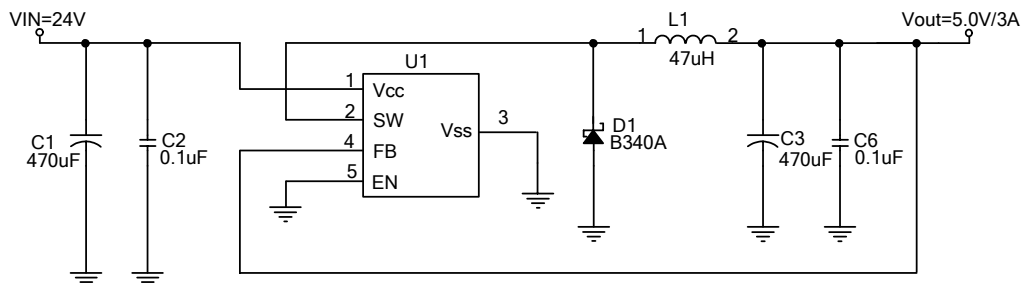 VIN=24V
L1
Vout=5.0V/3A
1
2
47uH
U1
1
Vcc
2
SW
3
Vss
4
FB
5
EN
C1
470uF
C2
0.1uF
D1
B340A
C3
470uF
C6
0.1uF